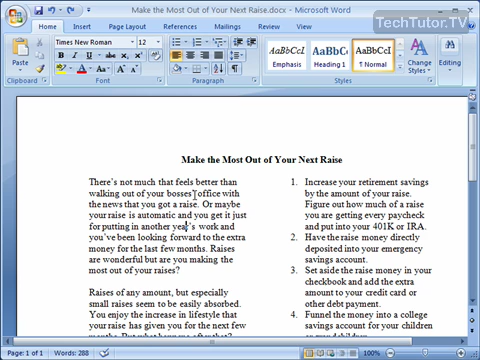 Make the Most Out of Your Next Raise.docx - Microsoft Word
TechTutor.TV
Home Insert Page Layout References Mailings Review View
Times New Roman 12
Paste
B I U abc x₂ x²
Aa A A
AaBbCcI AaBbCc AaBbCcI
Emphasis Heading 1 ¶ Normal
Change Styles
Editing
Clipboard Font Paragraph Styles
Make the Most Out of Your Next Raise
There's not much that feels better than
walking out of your bosses' office with
the news that you got a raise. Or maybe
your raise is automatic and you get it just
for putting in another year's work and
you've been looking forward to the extra
money for the last few months. Raises
are wonderful but are you making the
most out of your raises?
Raises of any amount, but especially
small raises seem to be easily absorbed.
You enjoy the increase in lifestyle that
your raise has given you for the next few
1. Increase your retirement savings
by the amount of your raise.
Figure out how much of a raise
you are getting every paycheck
and put into your 401K or IRA.
2. Have the raise money directly
deposited into your emergency
savings account.
3. Set aside the raise money in your
checkbook and add the extra
amount to your credit card or
other debt payment.
4. Funnel the money into a college
savings account for your children
Page: 1 of 1 Words: 288 100%